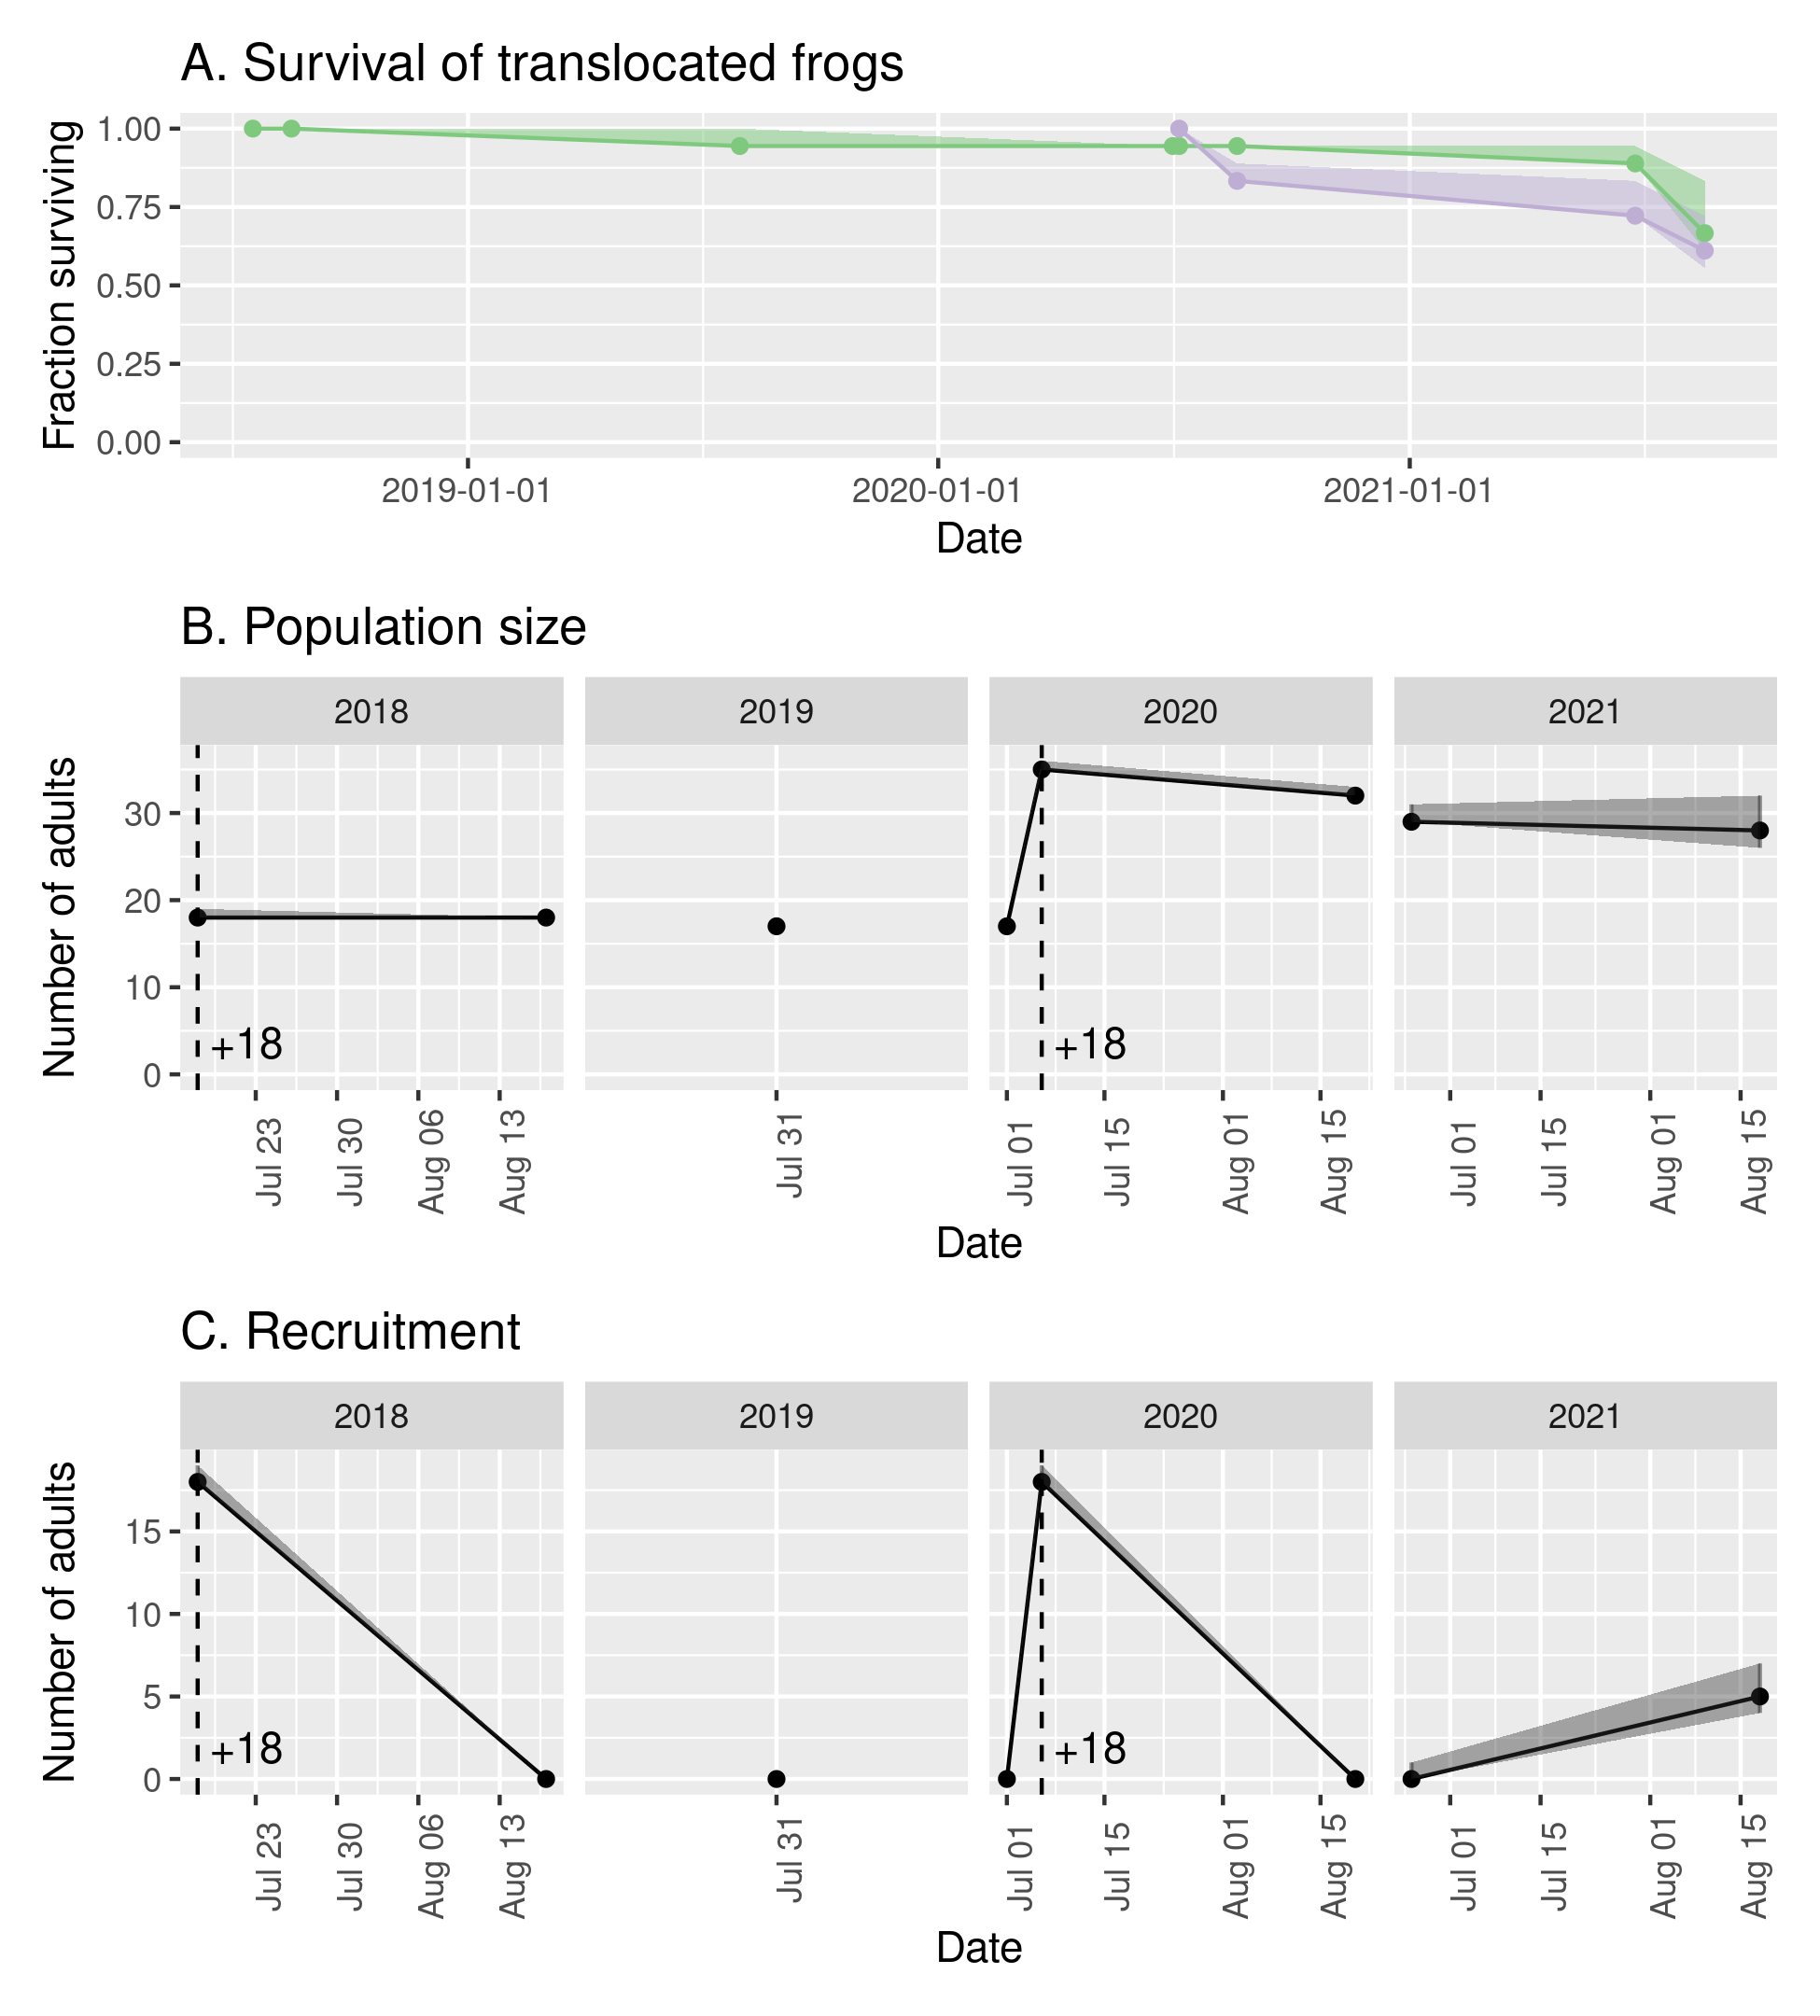 A. Survival of translocated frogs
Fraction surviving
1.00
0.75
0.50
0.25
0.00
2019-01-01 2020-01-01 2021-01-01
Date
B. Population size
2018 2019 2020 2021
Number of adults
30
20
10
0
+18 +18
Jul 23 Jul 30 Aug 06 Aug 13 Jul 31 Jul 01 Jul 15 Aug 01 Aug 15 Jul 01 Jul 15 Aug 01 Aug 15
Date
C. Recruitment
2018 2019 2020 2021
Number of adults
15
10
5
0
+18 +18
Jul 23 Jul 30 Aug 06 Aug 13 Jul 31 Jul 01 Jul 15 Aug 01 Aug 15 Jul 01 Jul 15 Aug 01 Aug 15
Date